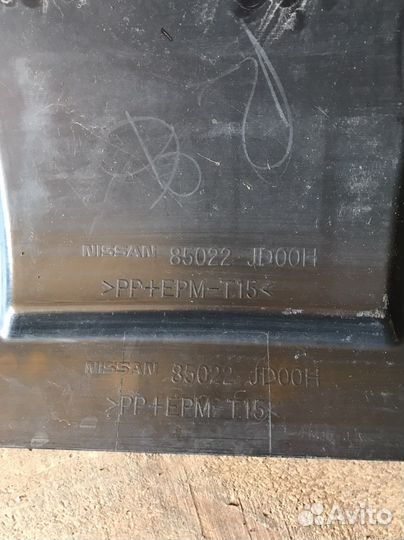 NISSAN 85022 JD00H
>PP+EPM-T15<
NISSAN 85022 JD00H
>PP+EPM-T15<
Avito